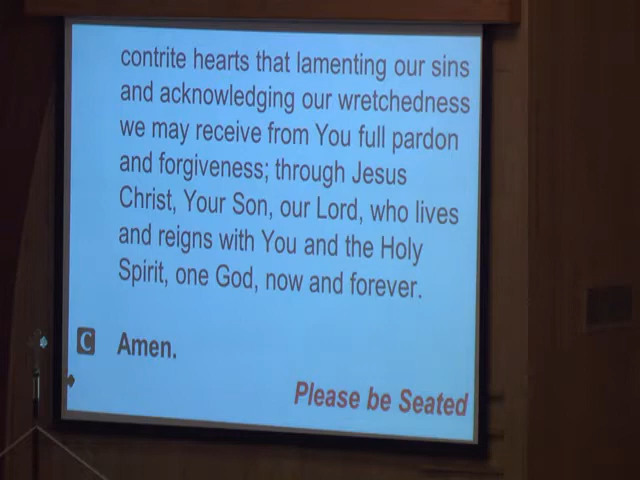 contrite hearts that lamenting our sins
and acknowledging our wretchedness
we may receive from You full pardon
and forgiveness; through Jesus
Christ, Your Son, our Lord, who lives
and reigns with You and the Holy
Spirit, one God, now and forever.
C Amen.
Please be Seated